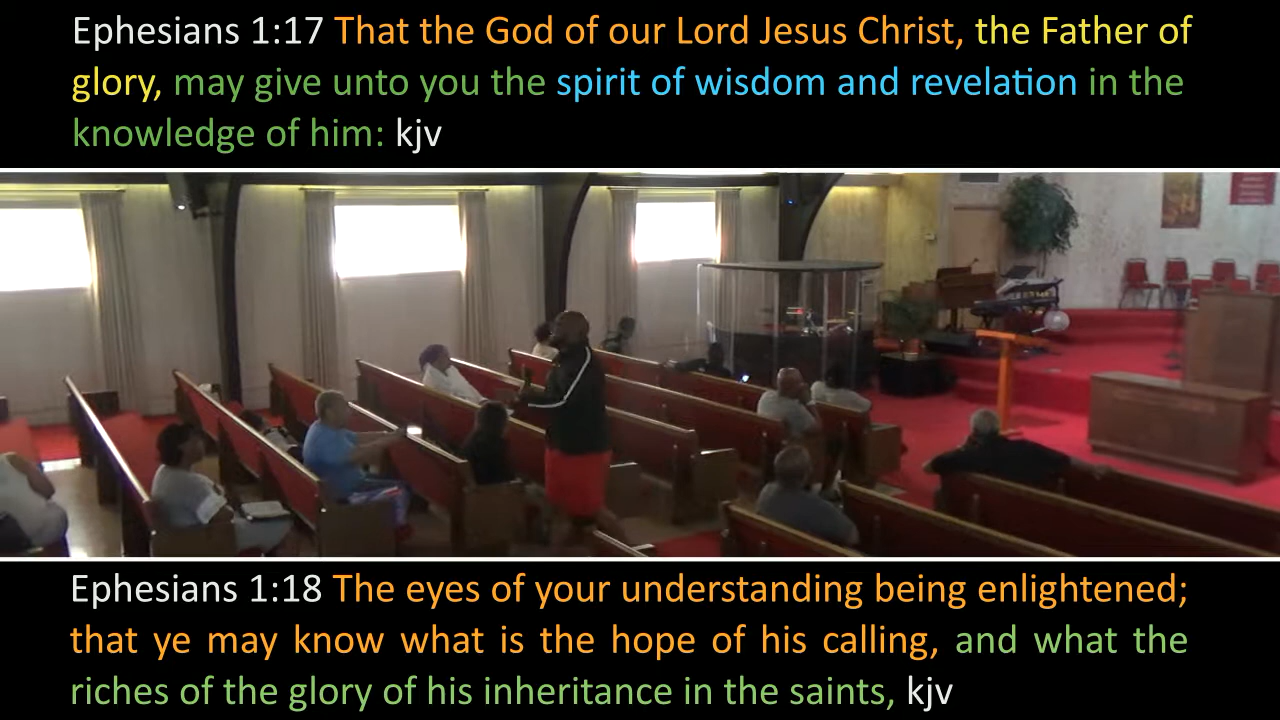 Ephesians 1:17 That the God of our Lord Jesus Christ, the Father of
glory, may give unto you the spirit of wisdom and revelation in the
knowledge of him: kjv
Ephesians 1:18 The eyes of your understanding being enlightened;
that ye may know what is the hope of his calling, and what the
riches of the glory of his inheritance in the saints, kjv